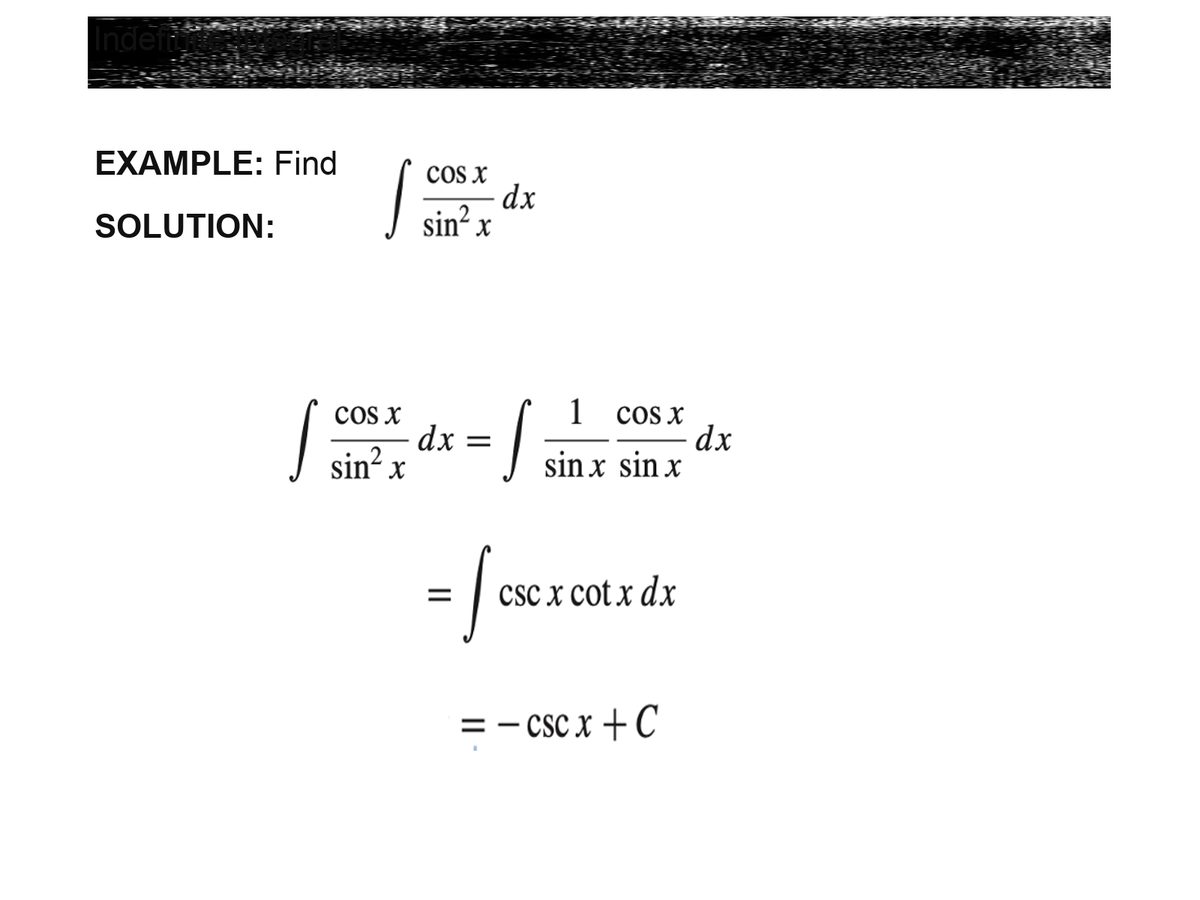 EXAMPLE: Find ∫ cos x / sin² x dx
SOLUTION:
∫ cos x / sin² x dx = ∫ 1 / sin x cos x / sin x dx
= ∫ csc x cot x dx
= − csc x + C